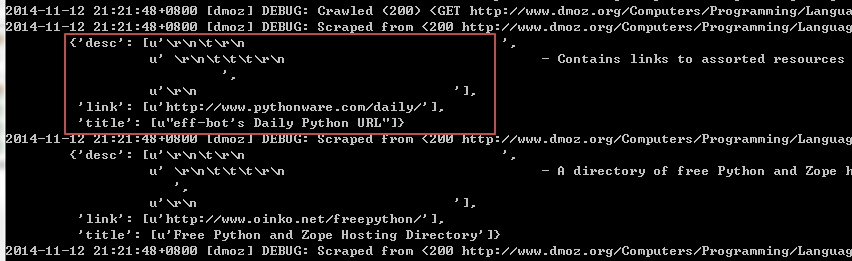 2014-11-12 21:21:48+0800 [dmoz] DEBUG: Crawled (200) <GET http://www.dmoz.org/Computers/Programming/Langua
2014-11-12 21:21:48+0800 [dmoz] DEBUG: Scraped from <200 http://www.dmoz.org/Computers/Programming/Languag
{'desc': [u'\r\n\t\r\n                                ',
u' \r\n\t\t\t\r\n                                - Contains links to assorted resources
',
u'\r\n                                '],
'link': [u'http://www.pythonware.com/daily/'],
'title': [u"eff-bot's Daily Python URL"]}
2014-11-12 21:21:48+0800 [dmoz] DEBUG: Scraped from <200 http://www.dmoz.org/Computers/Programming/Languag
{'desc': [u'\r\n\t\r\n                                ',
u' \r\n\t\t\t\r\n                                - A directory of free Python and Zope h
',
u'\r\n                                '],
'link': [u'http://www.oinko.net/freepython/'],
'title': [u'Free Python and Zope Hosting Directory']}
2014-11-12 21:21:48+0800 [dmoz] DEBUG: Scraped from <200 http://www.dmoz.org/Computers/Programming/Languag